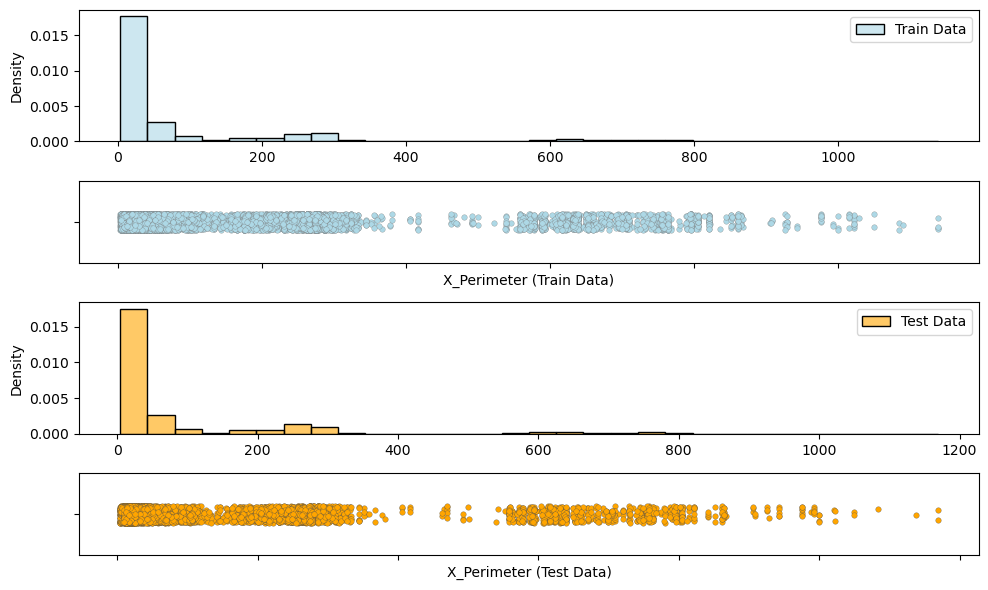 Train Data
Density
0.015
0.010
0.005
0.000
0 200 400 600 800 1000
X_Perimeter (Train Data)
Test Data
Density
0.015
0.010
0.005
0.000
0 200 400 600 800 1000 1200
X_Perimeter (Test Data)